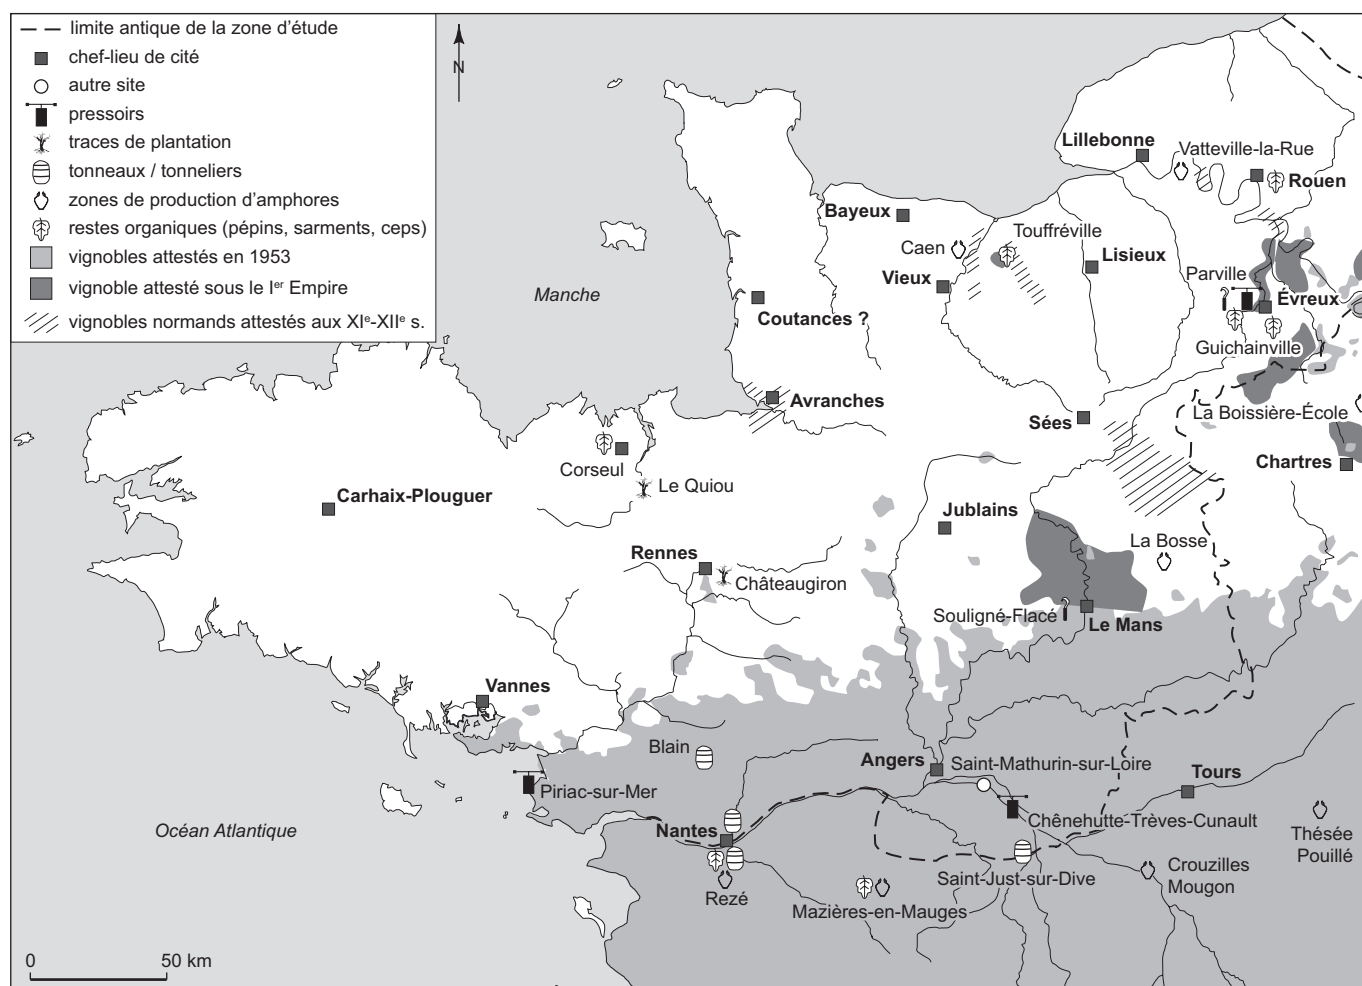 limite antique de la zone d'étude
chef-lieu de cité
autre site
pressoirs
traces de plantation
tonneaux / tonneliers
zones de production d'amphores
restes organiques (pépins, sarments, ceps)
vignobles attestés en 1953
vignoble attesté sous le Ier Empire
vignobles normands attestés aux XIe-XIIe s.
N
Manche
Lillebonne
Vatteville-la-Rue
Rouen
Bayeux
Caen
Touffréville
Vieux
Lisieux
Parville
Évreux
Coutances ?
Guichainville
Avranches
Sées
La Boissière-École
Corseul
Chartres
Le Quiou
Carhaix-Plouguer
Jublains
La Bosse
Rennes
Châteaugiron
Souligné-Flacé
Le Mans
Vannes
Blain
Angers
Saint-Mathurin-sur-Loire
Tours
Piriac-sur-Mer
Chênehutte-Trèves-Cunault
Océan Atlantique
Nantes
Thésée
Pouillé
Saint-Just-sur-Dive
Crouzilles
Mougon
Rezé
Mazières-en-Mauges
0
50 km